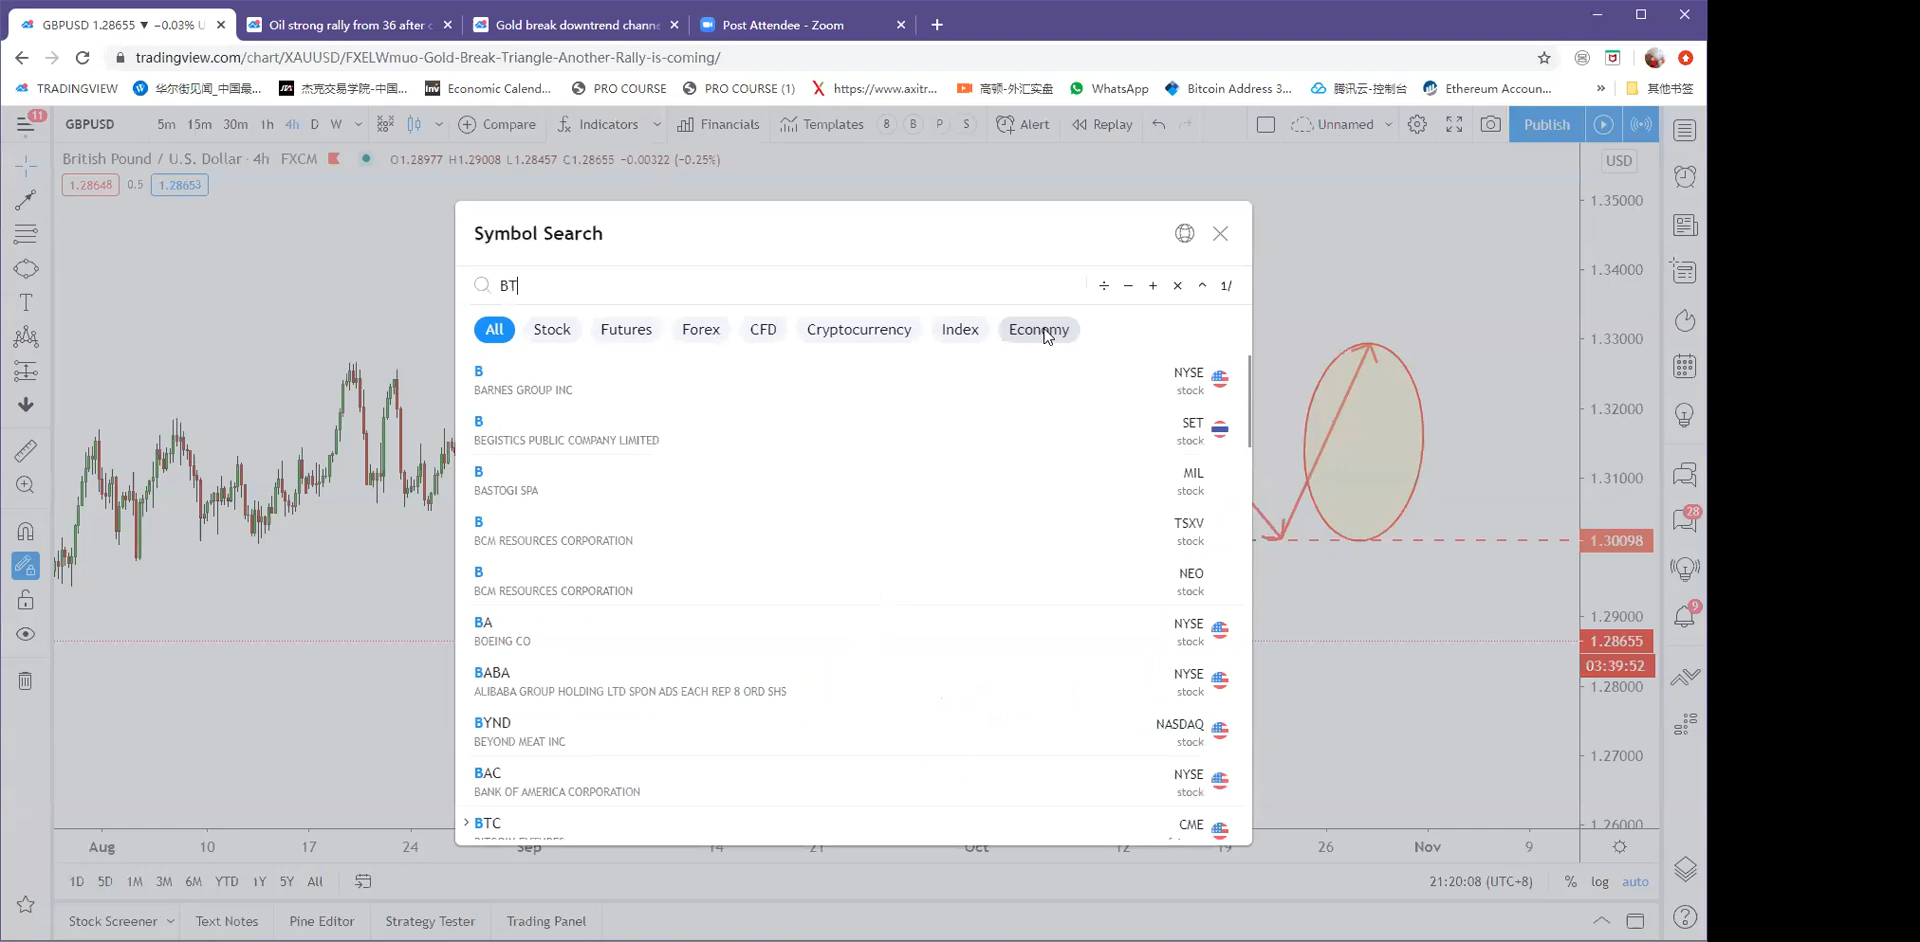 GBPUSD 1.28655 ▼ −0.03% U
Oil strong rally from 36 after c
Gold break downtrend chann
Post Attendee - Zoom
tradingview.com/chart/XAUUSD/FXELWmuo-Gold-Break-Triangle-Another-Rally-is-coming/
TRADINGVIEW 华尔街见闻_中国最... 杰克交易学院-中国... Economic Calend... PRO COURSE PRO COURSE (1) https://www.axitr... 高顿-外汇实盘 WhatsApp Bitcoin Address 3... 腾讯云-控制台 Ethereum Accoun... » 其他书签
11 GBPUSD 5m 15m 30m 1h 4h D W Compare Indicators Financials Templates 8 B P S Alert Replay Unnamed Publish
British Pound / U.S. Dollar · 4h FXCM O1.28977 H1.29008 L1.28457 C1.28655 −0.00322 (−0.25%) USD
1.28648 0.5 1.28653
1.35000
Symbol Search
1.34000
BT ÷ − + × ^ 1/
All Stock Futures Forex CFD Cryptocurrency Index Economy
1.33000
B NYSE
BARNES GROUP INC stock
1.32000
B SET
BEGISTICS PUBLIC COMPANY LIMITED stock
B MIL
1.31000
BASTOGI SPA stock
28
B TSXV
BCM RESOURCES CORPORATION stock
1.30098
B NEO
BCM RESOURCES CORPORATION stock
9
1.29000
BA NYSE
BOEING CO stock
1.28655
03:39:52
BABA NYSE
1.28000
ALIBABA GROUP HOLDING LTD SPON ADS EACH REP 8 ORD SHS stock
BYND NASDAQ
BEYOND MEAT INC stock
1.27000
BAC NYSE
BANK OF AMERICA CORPORATION stock
BTC CME
1.26000
Aug 10 17 24 Sep 14 21 Oct 12 19 26 Nov 9
1D 5D 1M 3M 6M YTD 1Y 5Y All 21:20:08 (UTC+8) % log auto
Stock Screener Text Notes Pine Editor Strategy Tester Trading Panel